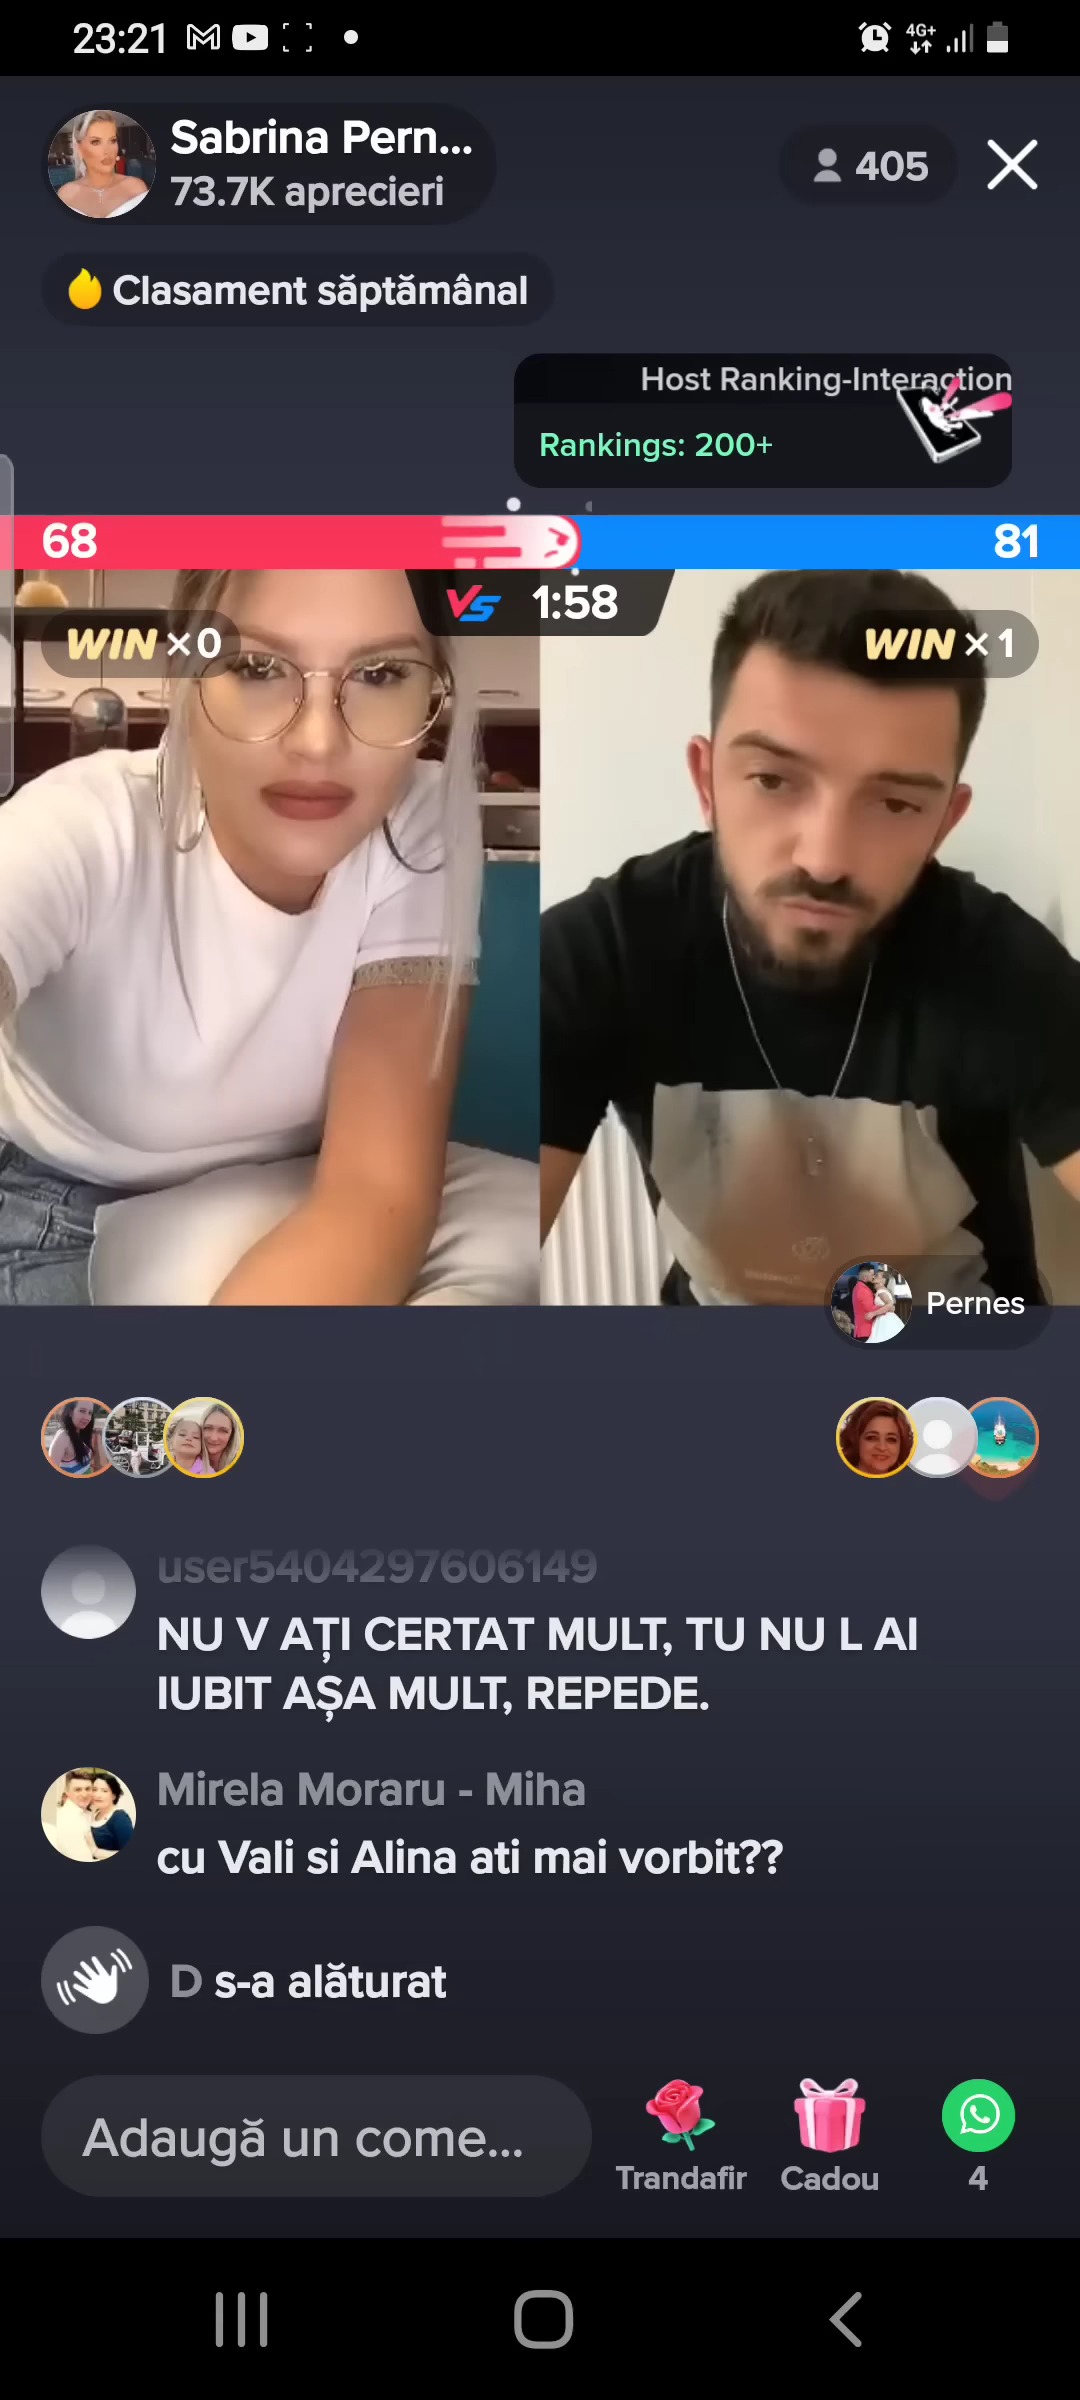 23:21
4G+
Sabrina Pern...
73.7K aprecieri
405
Clasament săptămânal
Host Ranking-Interaction
Rankings: 200+
68
81
VS 1:58
WIN ×0
WIN ×1
Pernes
user5404297606149
NU V AȚI CERTAT MULT, TU NU L AI
IUBIT AȘA MULT, REPEDE.
Mirela Moraru - Miha
cu Vali si Alina ati mai vorbit??
D s-a alăturat
Adaugă un come...
Trandafir
Cadou
4